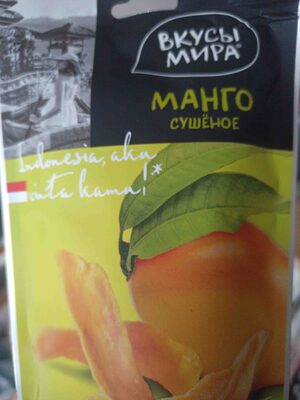 ВКУСЫ
МИРА®
МАНГО
СУШЁНОЕ
Indonesia, aku
cinta kamu!*